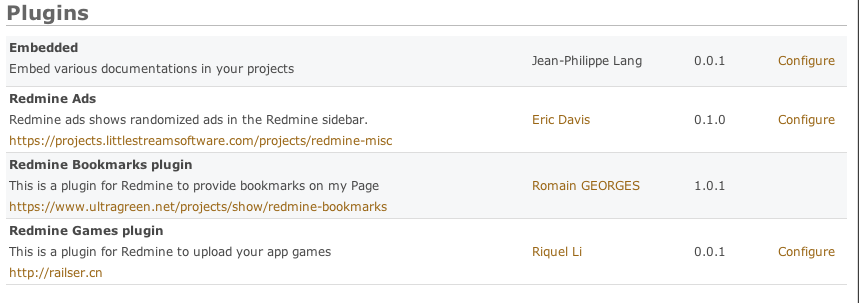 Plugins
Embedded
Embed various documentations in your projects
Jean-Philippe Lang 0.0.1 Configure
Redmine Ads
Redmine ads shows randomized ads in the Redmine sidebar.
https://projects.littlestreamsoftware.com/projects/redmine-misc
Eric Davis 0.1.0 Configure
Redmine Bookmarks plugin
This is a plugin for Redmine to provide bookmarks on my Page
https://www.ultragreen.net/projects/show/redmine-bookmarks
Romain GEORGES 1.0.1
Redmine Games plugin
This is a plugin for Redmine to upload your app games
http://railser.cn
Riquel Li 0.0.1 Configure